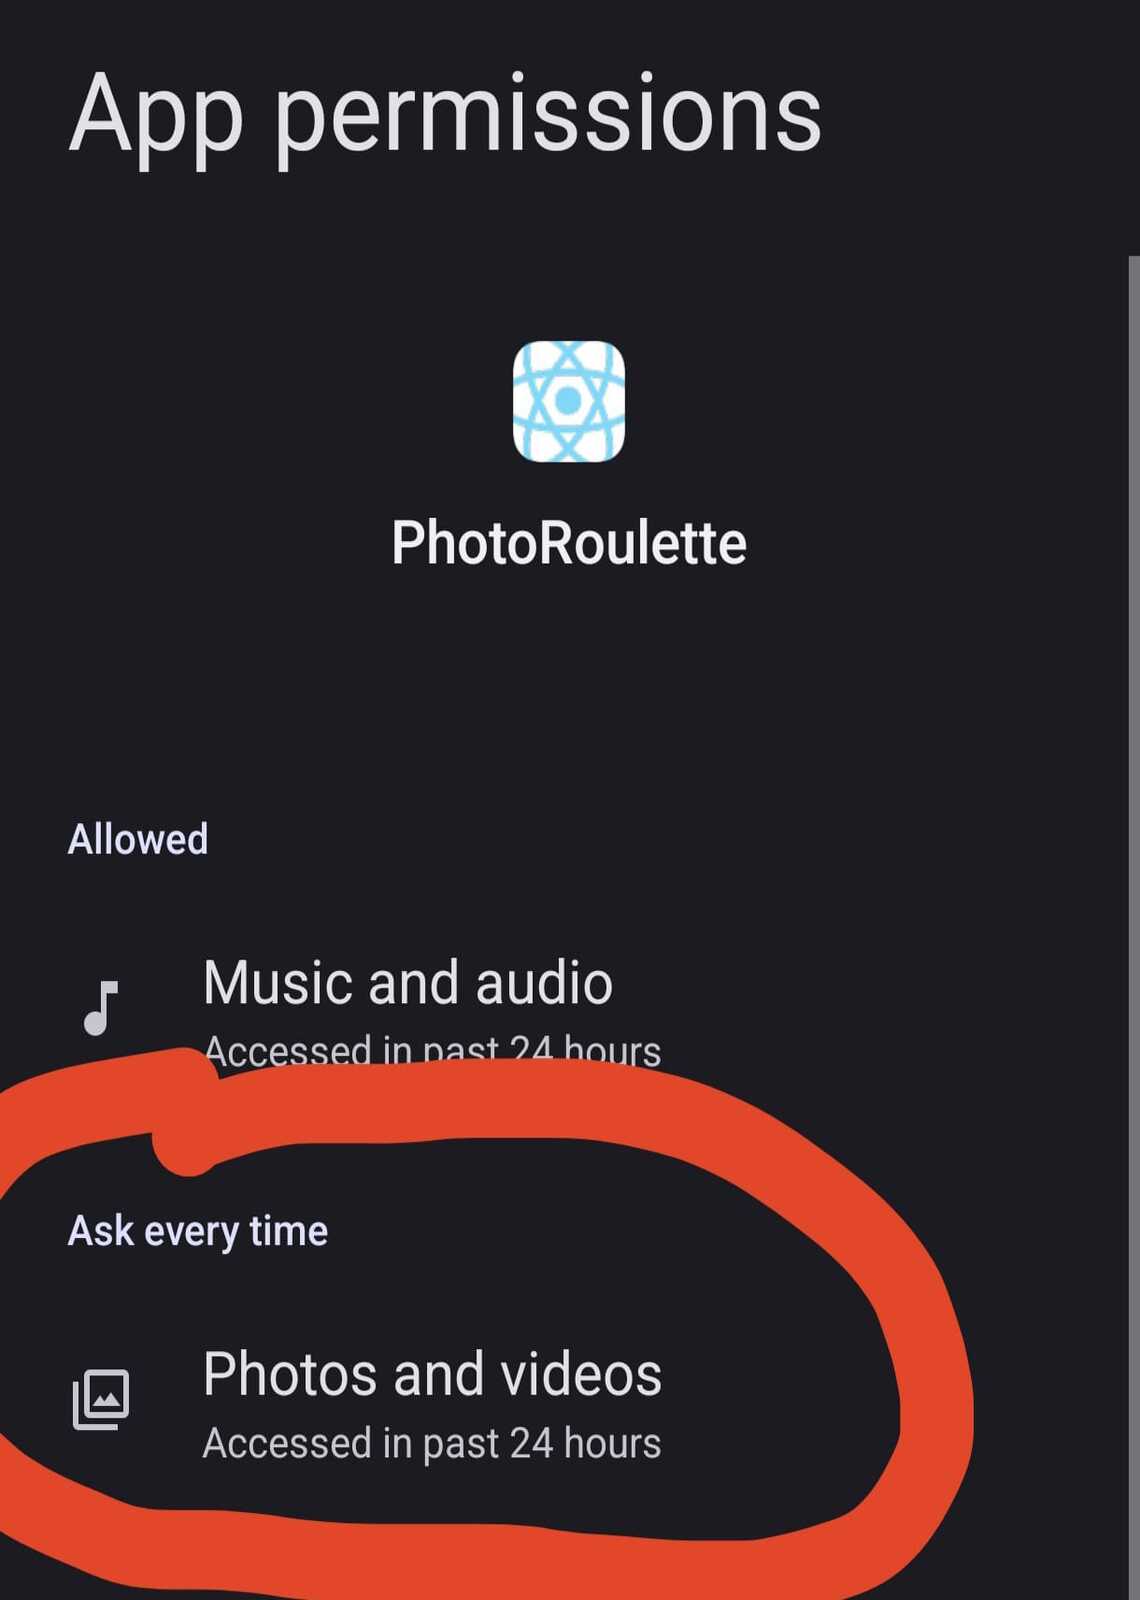 App permissions
PhotoRoulette
Allowed
Music and audio
Accessed in past 24 hours
Ask every time
Photos and videos
Accessed in past 24 hours